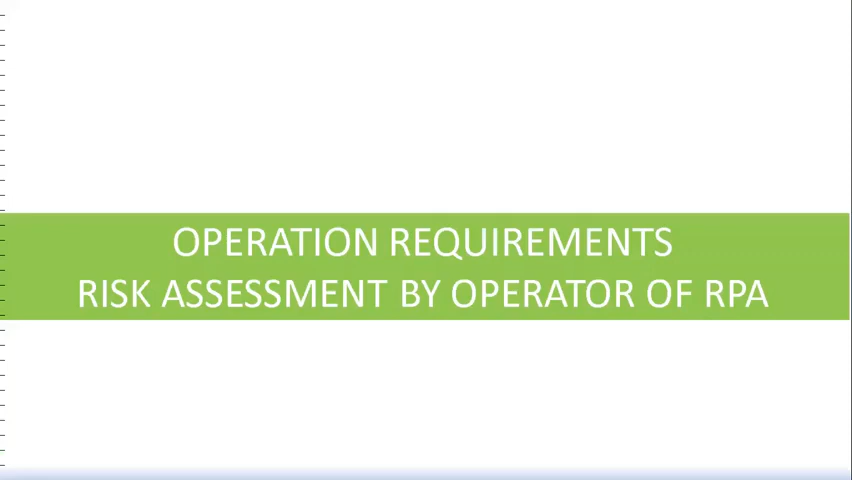 OPERATION REQUIREMENTS
RISK ASSESSMENT BY OPERATOR OF RPA